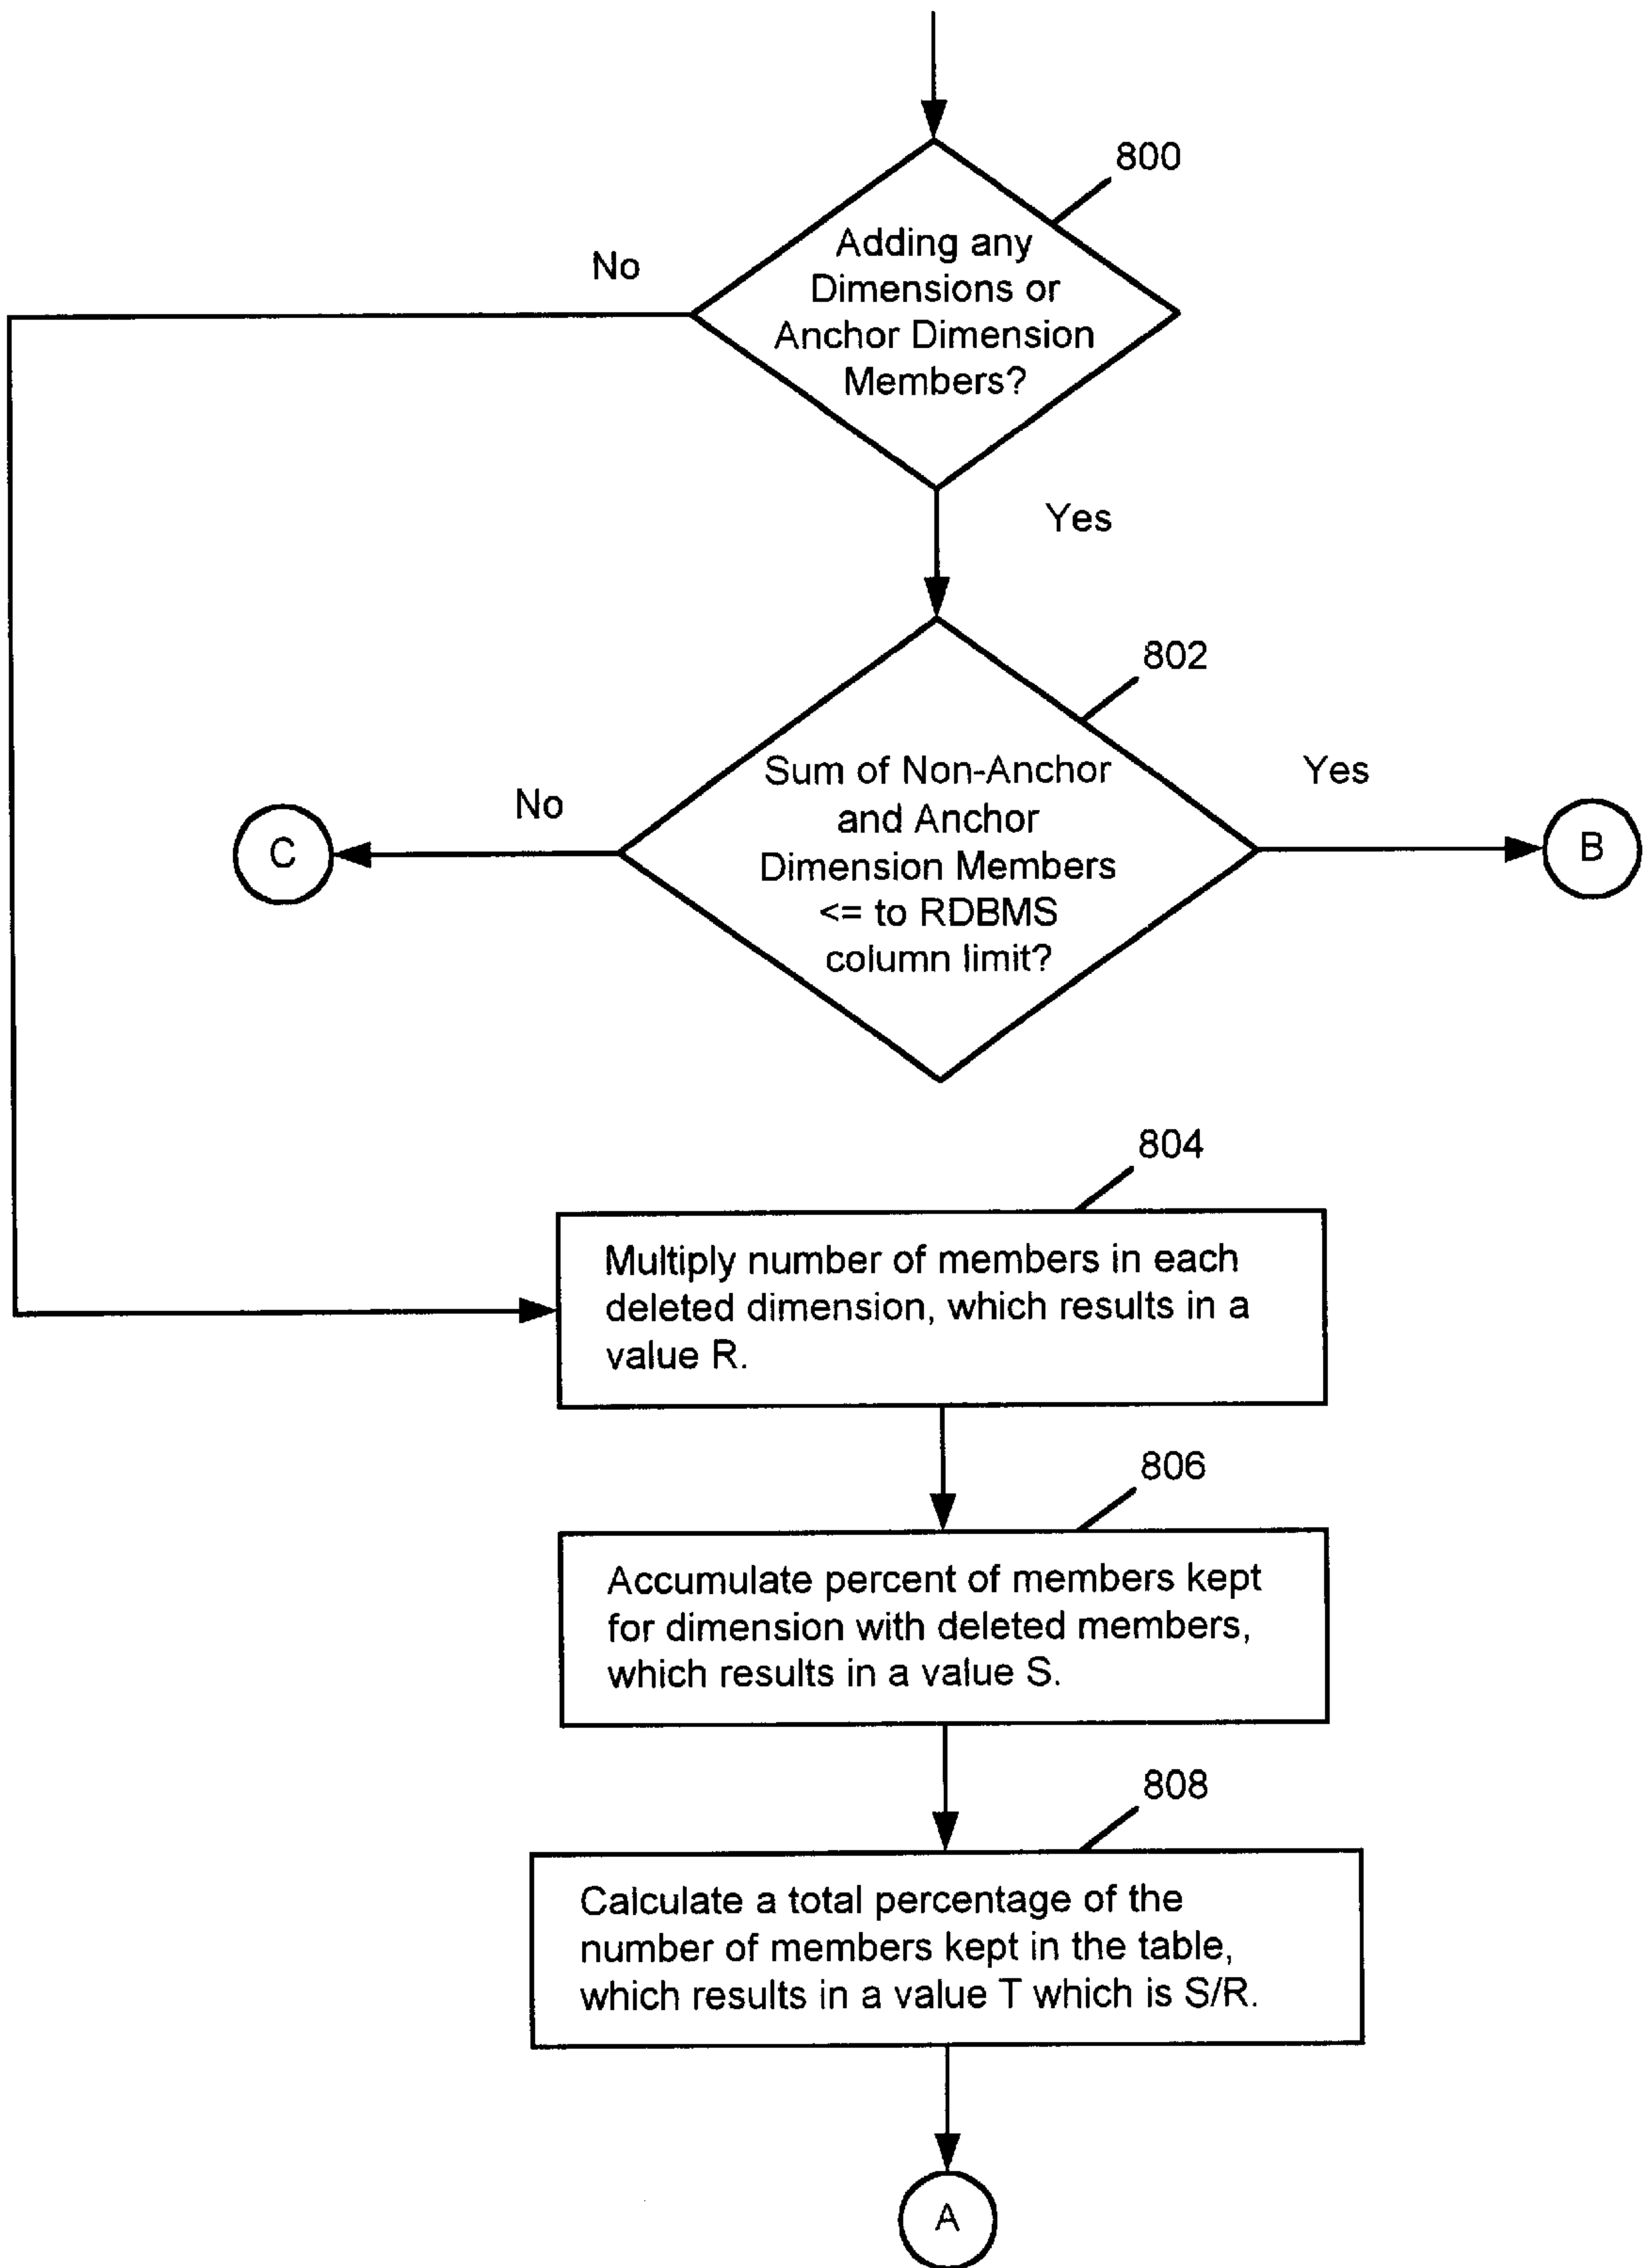 800
Adding any
Dimensions or
Anchor Dimension
Members?
No
Yes
802
Sum of Non-Anchor
and Anchor
Dimension Members
<= to RDBMS
column limit?
No
Yes
C
B
804
Multiply number of members in each
deleted dimension, which results in a
value R.
806
Accumulate percent of members kept
for dimension with deleted members,
which results in a value S.
808
Calculate a total percentage of the
number of members kept in the table,
which results in a value T which is S/R.
A